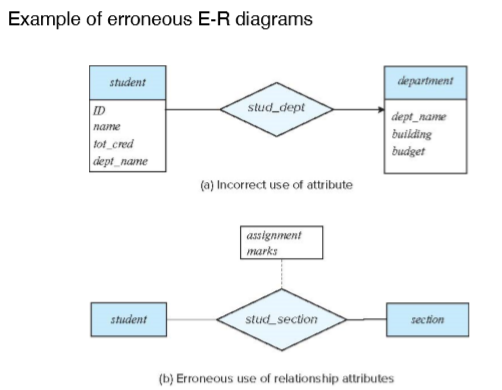 Example of erroneous E-R diagrams
student
ID
name
tot_cred
dept_name
stud_dept
department
dept_name
building
budget
(a) Incorrect use of attribute
assignment
marks
student
stud_section
section
(b) Erroneous use of relationship attributes